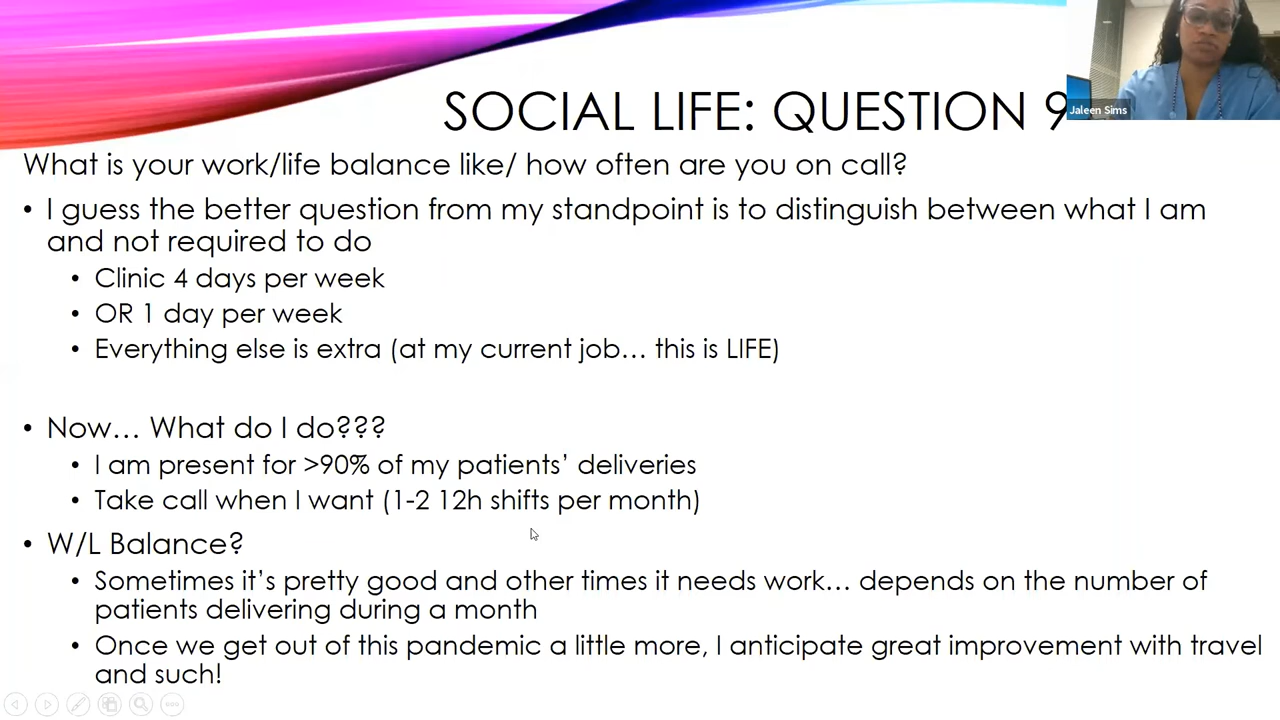 SOCIAL LIFE: QUESTION 9
Jaleen Sims
What is your work/life balance like/ how often are you on call?
• I guess the better question from my standpoint is to distinguish between what I am
and not required to do
• Clinic 4 days per week
• OR 1 day per week
• Everything else is extra (at my current job… this is LIFE)
• Now… What do I do???
• I am present for >90% of my patients’ deliveries
• Take call when I want (1-2 12h shifts per month)
• W/L Balance?
• Sometimes it’s pretty good and other times it needs work… depends on the number of
patients delivering during a month
• Once we get out of this pandemic a little more, I anticipate great improvement with travel
and such!